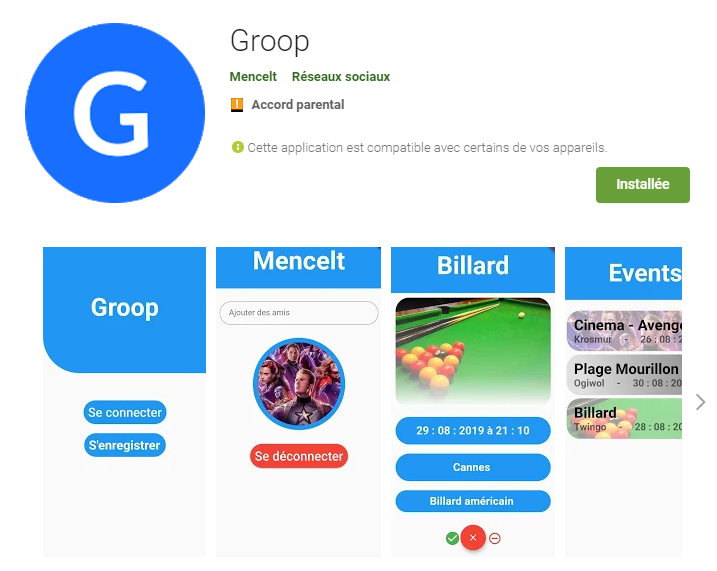 G
Groop
Mencelt Réseaux sociaux
! Accord parental
Cette application est compatible avec certains de vos appareils.
Installée
Groop
Se connecter
S'enregistrer
Mencelt
Ajouter des amis
Se déconnecter
Billard
29 : 08 : 2019 à 21 : 10
Cannes
Billard américain
Events
Cinema - Avenge
Krosmur - 26 : 08 : 20
Plage Mourillon
Ogiwol - 30 : 08 : 20
Billard
Twingo - 28 : 08 : 20